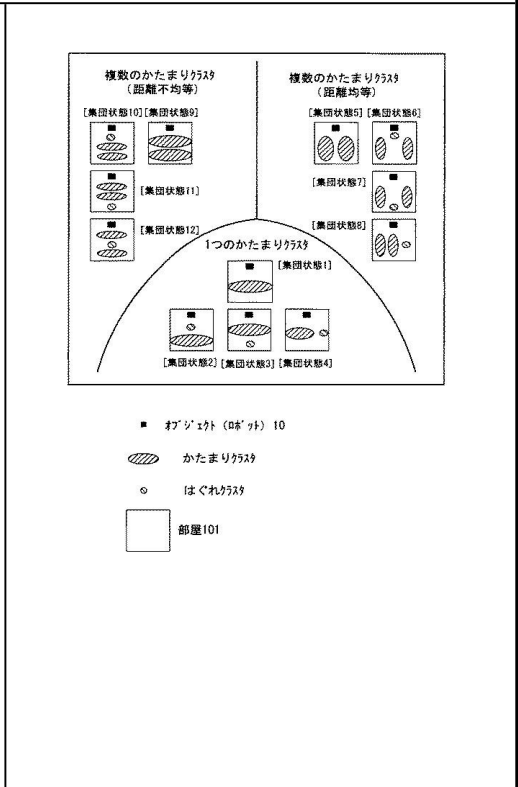 複数のかたまりクラスタ
(距離不均等)
[集団状態10] [集団状態9]
[集団状態11]
[集団状態12]
複数のかたまりクラスタ
(距離均等)
[集団状態5] [集団状態6]
[集団状態7]
[集団状態8]
1つのかたまりクラスタ
[集団状態1]
[集団状態2] [集団状態3] [集団状態4]
オブジェクト (ロボット) 10
かたまりクラスタ
はぐれクラスタ
部屋101